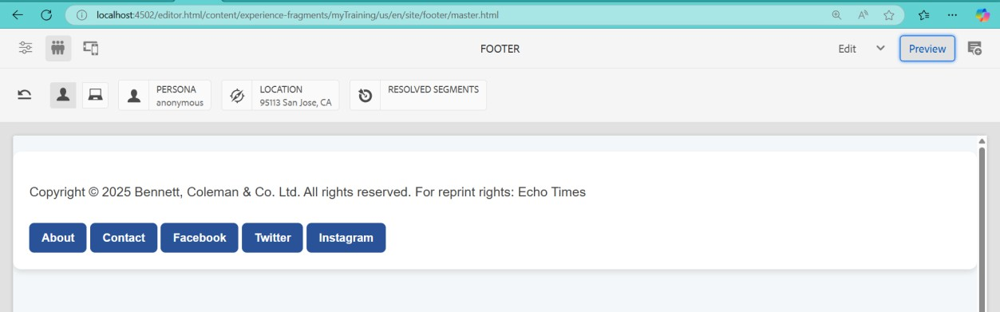 localhost:4502/editor.html/content/experience-fragments/myTraining/us/en/site/footer/master.html
FOOTER
Edit
Preview
PERSONA
anonymous
LOCATION
95113 San Jose, CA
RESOLVED SEGMENTS
Copyright © 2025 Bennett, Coleman & Co. Ltd. All rights reserved. For reprint rights: Echo Times
About Contact Facebook Twitter Instagram